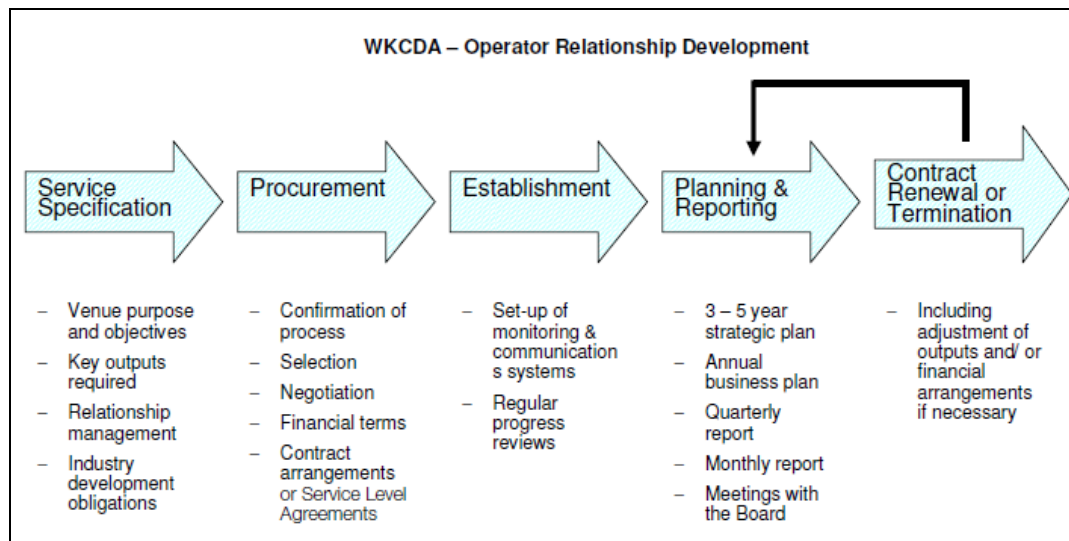 WKCDA – Operator Relationship Development
Service
Specification
Procurement
Establishment
Planning &
Reporting
Contract
Renewal or
Termination
– Venue purpose
and objectives
– Key outputs
required
– Relationship
management
– Industry
development
obligations
– Confirmation of
process
– Selection
– Negotiation
– Financial terms
– Contract
arrangements
or Service Level
Agreements
– Set-up of
monitoring &
communication
s systems
– Regular
progress
reviews
– 3 – 5 year
strategic plan
– Annual
business plan
– Quarterly
report
– Monthly report
– Meetings with
the Board
– Including
adjustment of
outputs and/ or
financial
arrangements
if necessary